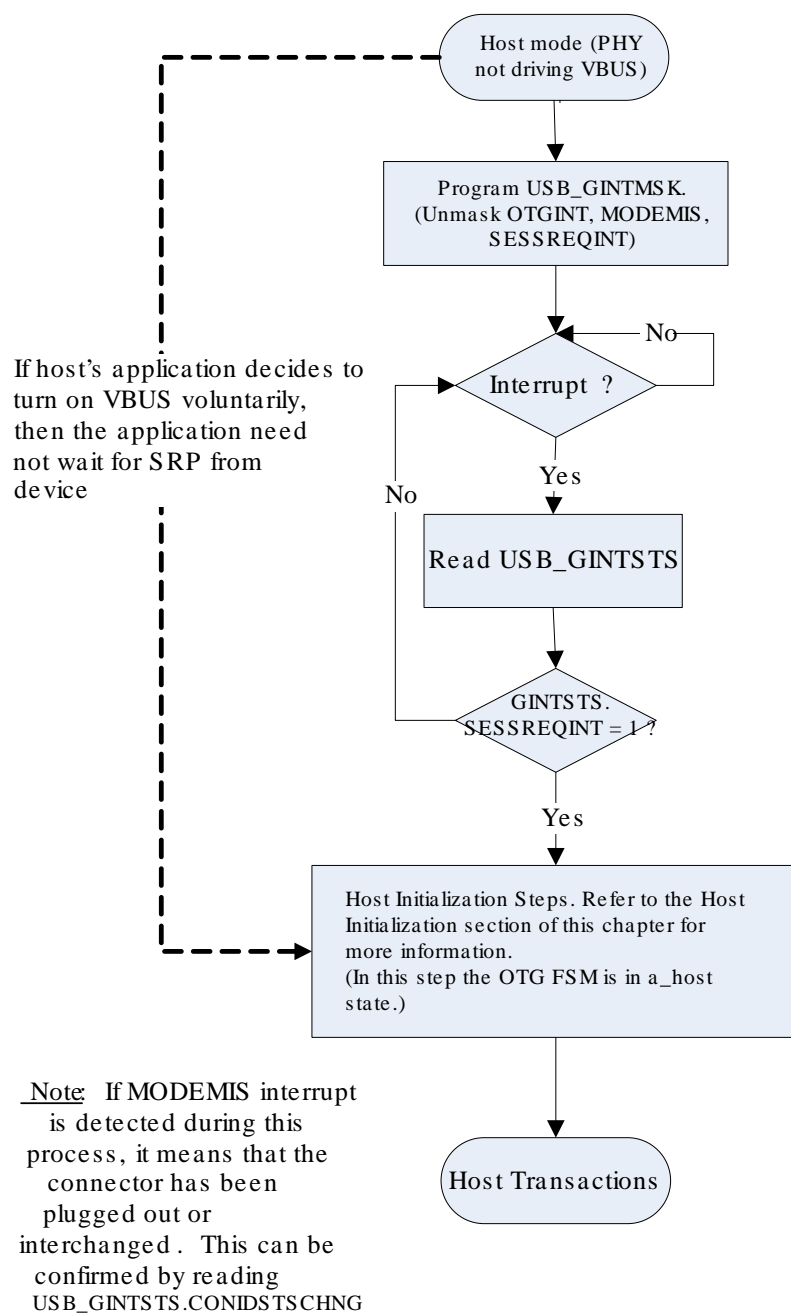 Host mode (PHY
not driving VBUS)
Program USB_GINTMSK.
(Unmask OTGINT, MODEMIS,
SESSREQINT)
No
If host's application decides to
turn on VBUS voluntarily,
then the application need
not wait for SRP from
device
Interrupt ?
Yes
No
Read USB_GINTSTS
GINTSTS.
SESSREQINT = 1 ?
Yes
Host Initialization Steps. Refer to the Host
Initialization section of this chapter for
more information.
(In this step the OTG FSM is in a_host
state.)
Note: If MODEMIS interrupt
is detected during this
process, it means that the
connector has been
plugged out or
interchanged . This can be
confirmed by reading
USB_GINTSTS.CONIDSTSCHNG
Host Transactions